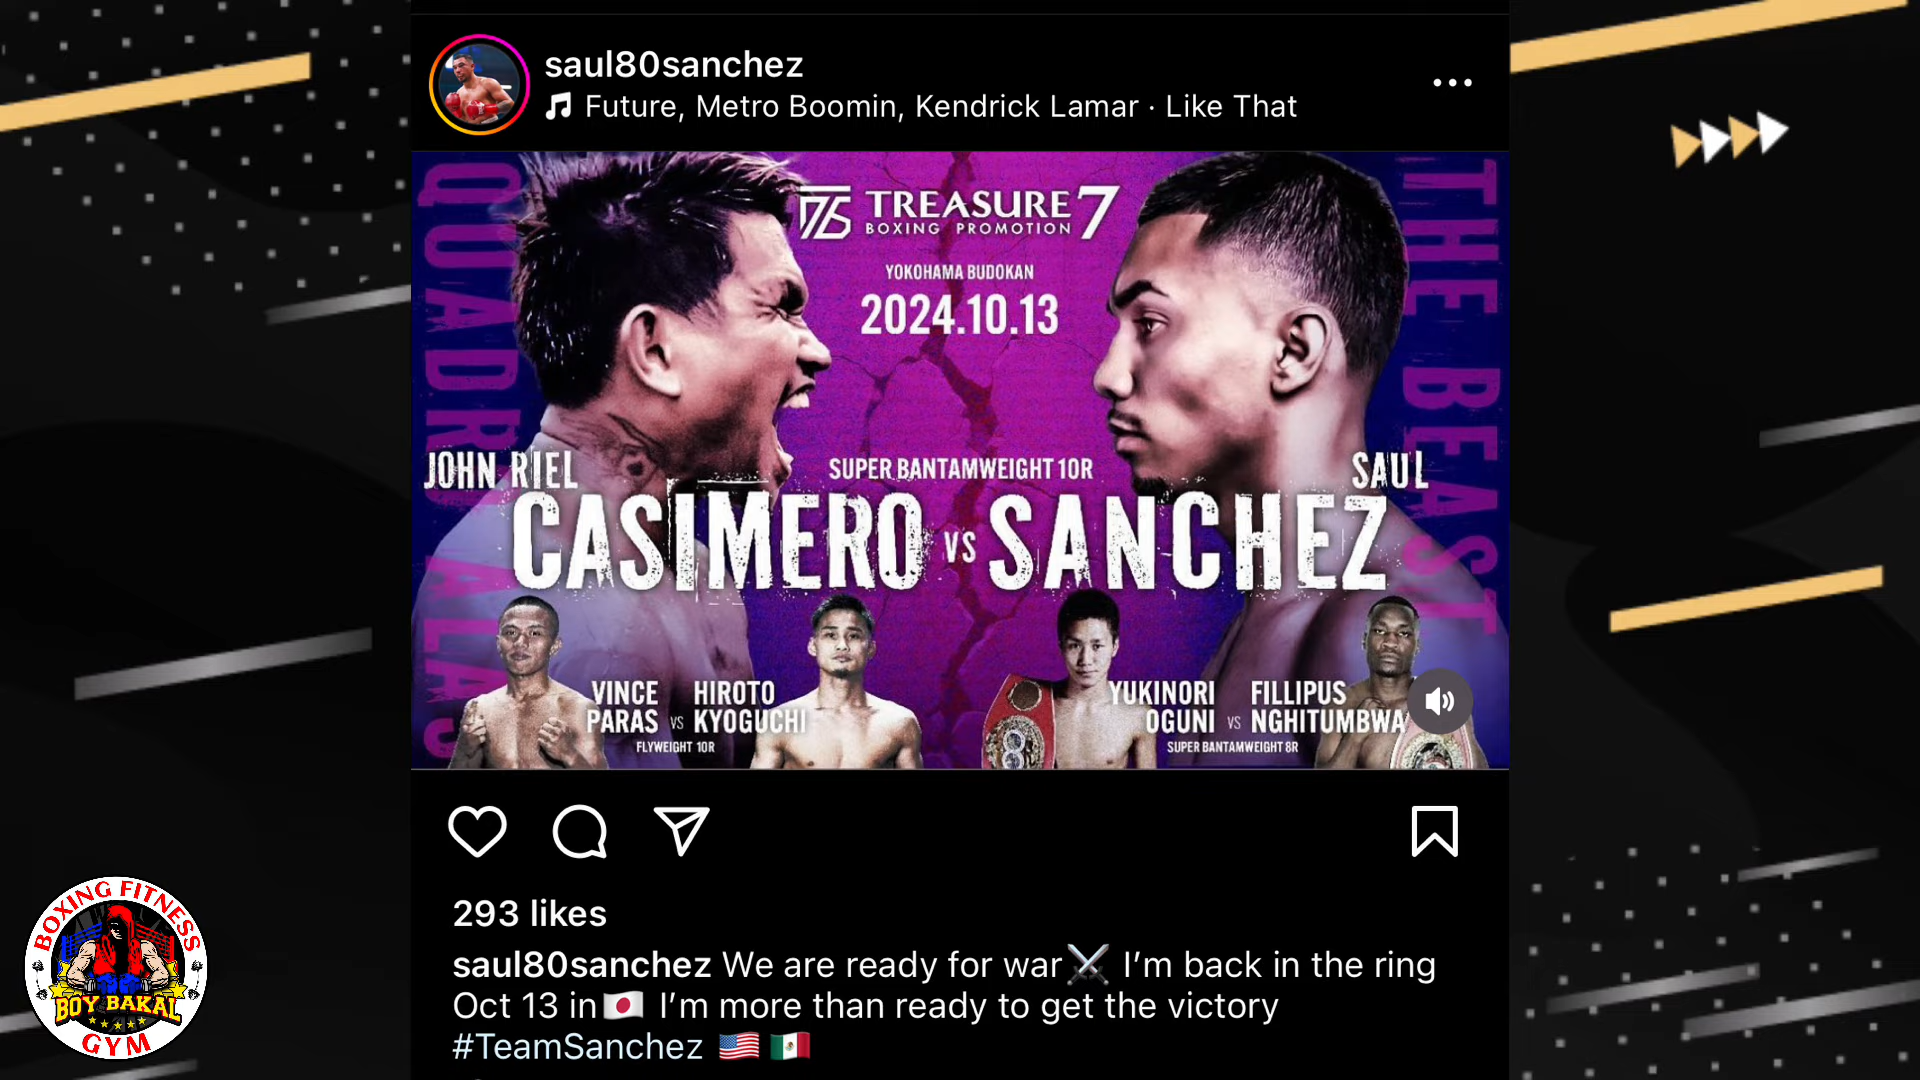 saul80sanchez
Future, Metro Boomin, Kendrick Lamar · Like That
QUADRO ALAS
THE BEAST
TREASURE 7
BOXING PROMOTION
YOKOHAMA BUDOKAN
2024.10.13
JOHN RIEL
SUPER BANTAMWEIGHT 10R
SAUL
CASIMERO VS SANCHEZ
VINCE
PARAS VS HIROTO
KYOGUCHI
FLYWEIGHT 10R
YUKINORI
OGUNI VS FILLIPUS
NGHITUMBWA
SUPER BANTAMWEIGHT 8R
293 likes
saul80sanchez We are ready for war⚔️ I’m back in the ring
Oct 13 in🇯🇵 I’m more than ready to get the victory
#TeamSanchez 🇺🇸🇲🇽
BOXING FITNESS
BOY BAKAL
GYM